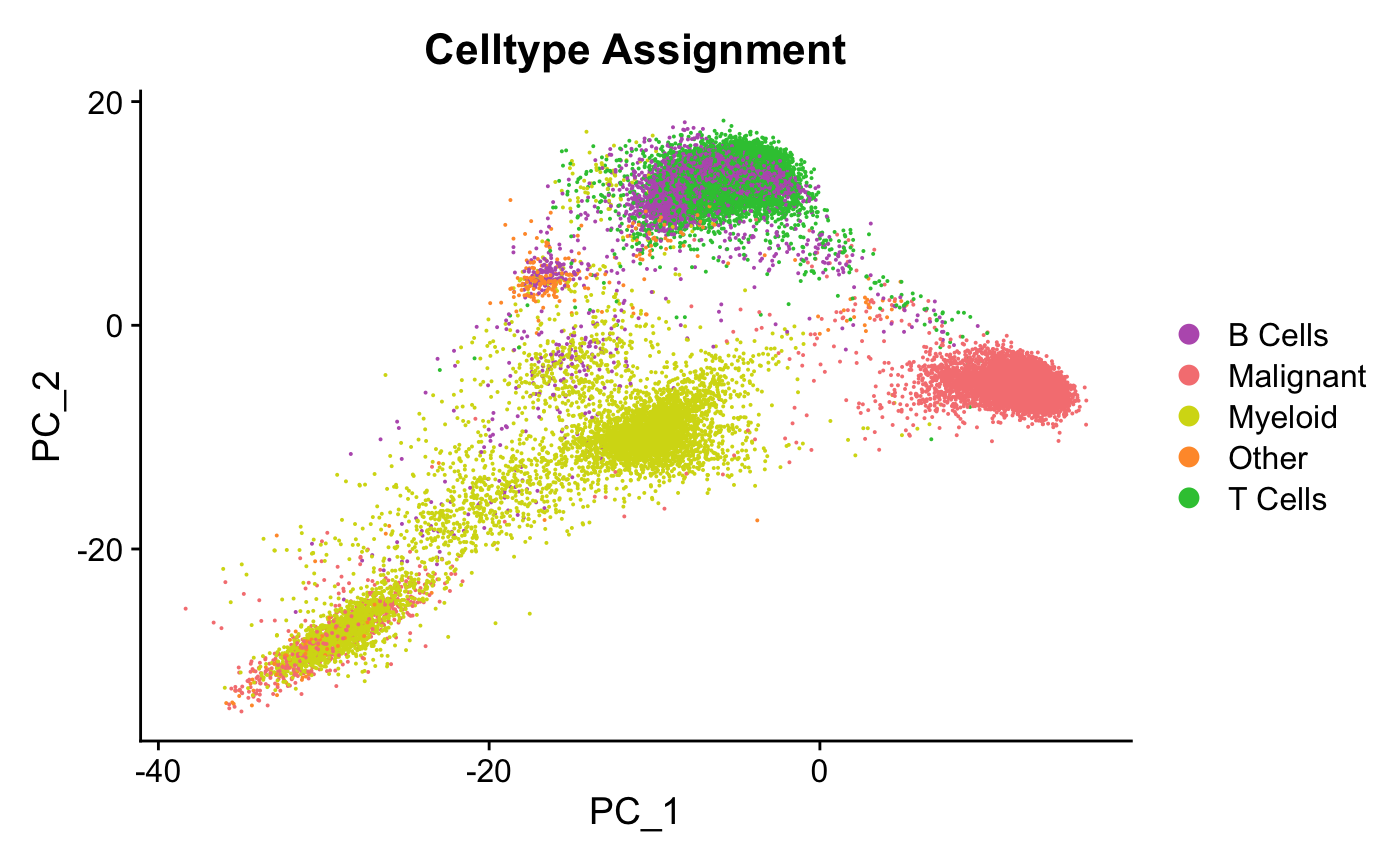 Celltype Assignment
20
0
-20
PC_2
-40
-20
0
PC_1
B Cells
Malignant
Myeloid
Other
T Cells